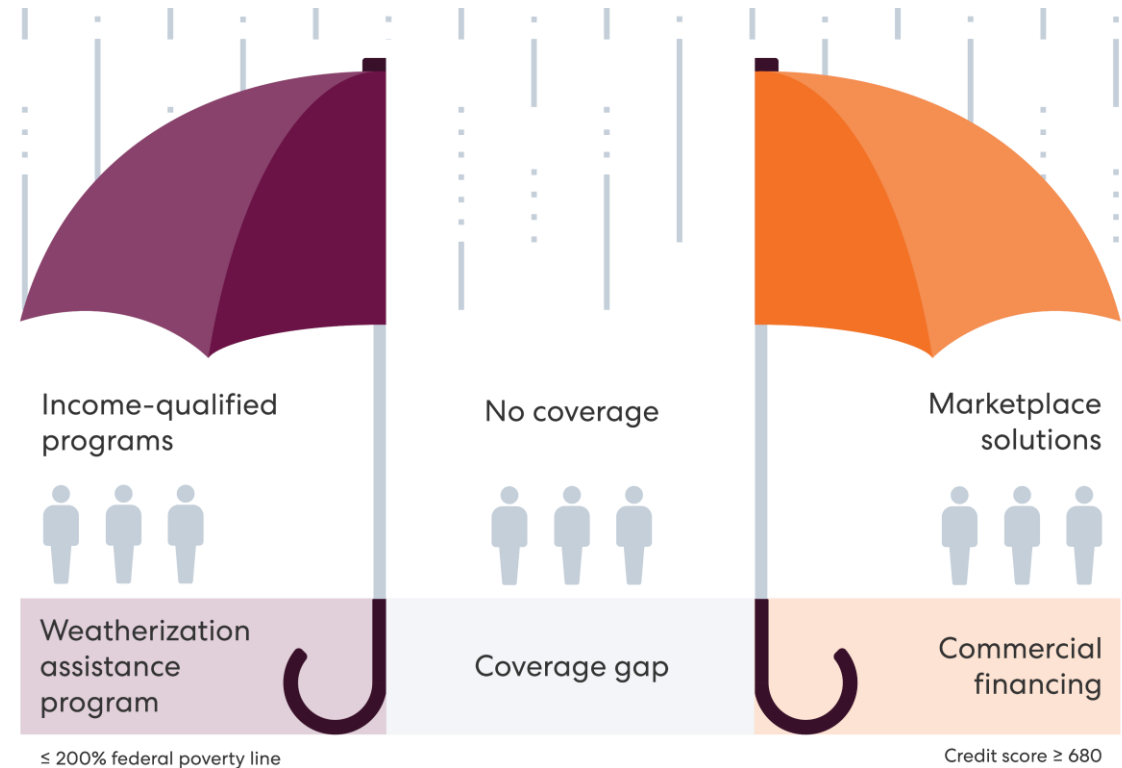 Income-qualified
programs
No coverage
Marketplace
solutions
Weatherization
assistance
program
Coverage gap
Commercial
financing
≤ 200% federal poverty line
Credit score ≥ 680